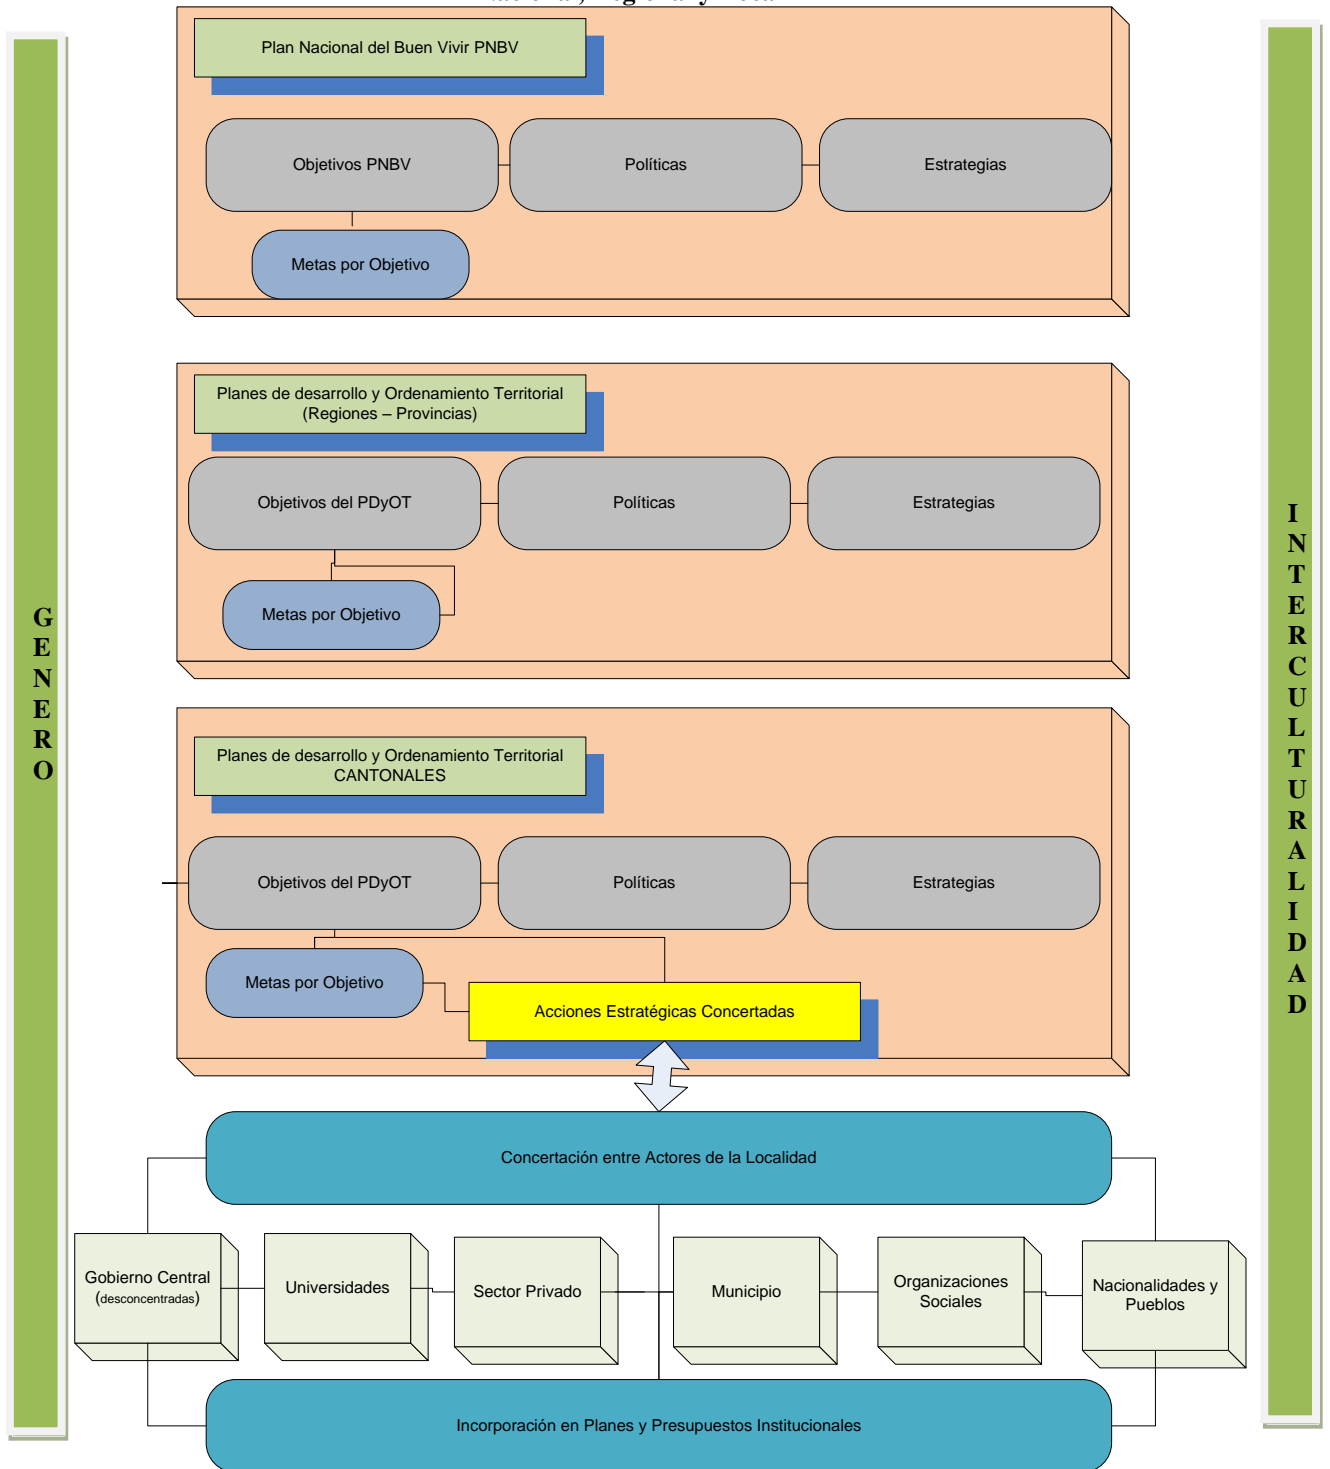 Plan Nacional del Buen Vivir PNBV
Objetivos PNBV
Políticas
Estrategias
Metas por Objetivo
Planes de desarrollo y Ordenamiento Territorial
(Regiones – Provincias)
Objetivos del PDyOT
Políticas
Estrategias
Metas por Objetivo
Planes de desarrollo y Ordenamiento Territorial
CANTONALES
Objetivos del PDyOT
Políticas
Estrategias
Metas por Objetivo
Acciones Estratégicas Concertadas
Concertación entre Actores de la Localidad
Gobierno Central
(desconcentradas)
Universidades
Sector Privado
Municipio
Organizaciones
Sociales
Nacionalidades y
Pueblos
Incorporación en Planes y Presupuestos Institucionales
GENERO
INTERCULTURALIDAD